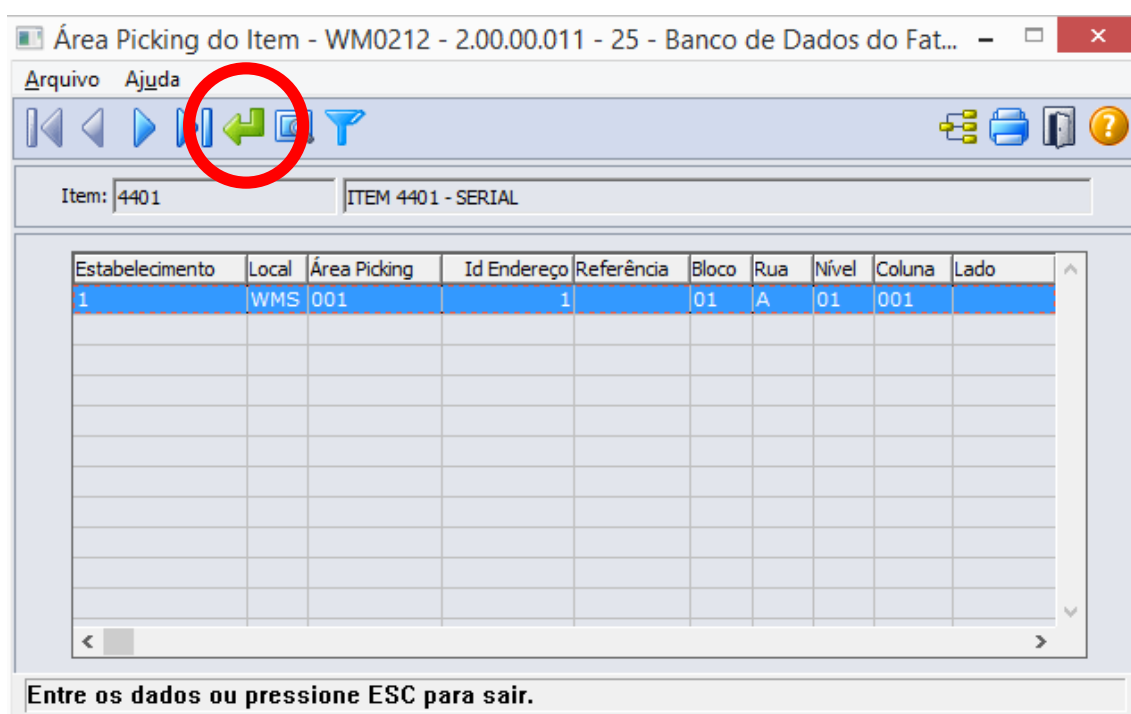 Área Picking do Item - WM0212 - 2.00.00.011 - 25 - Banco de Dados do Fat...
Arquivo Ajuda
Item: 4401 ITEM 4401 - SERIAL
Estabelecimento Local Área Picking Id Endereço Referência Bloco Rua Nível Coluna Lado
1 WMS 001 1 01 A 01 001
Entre os dados ou pressione ESC para sair.